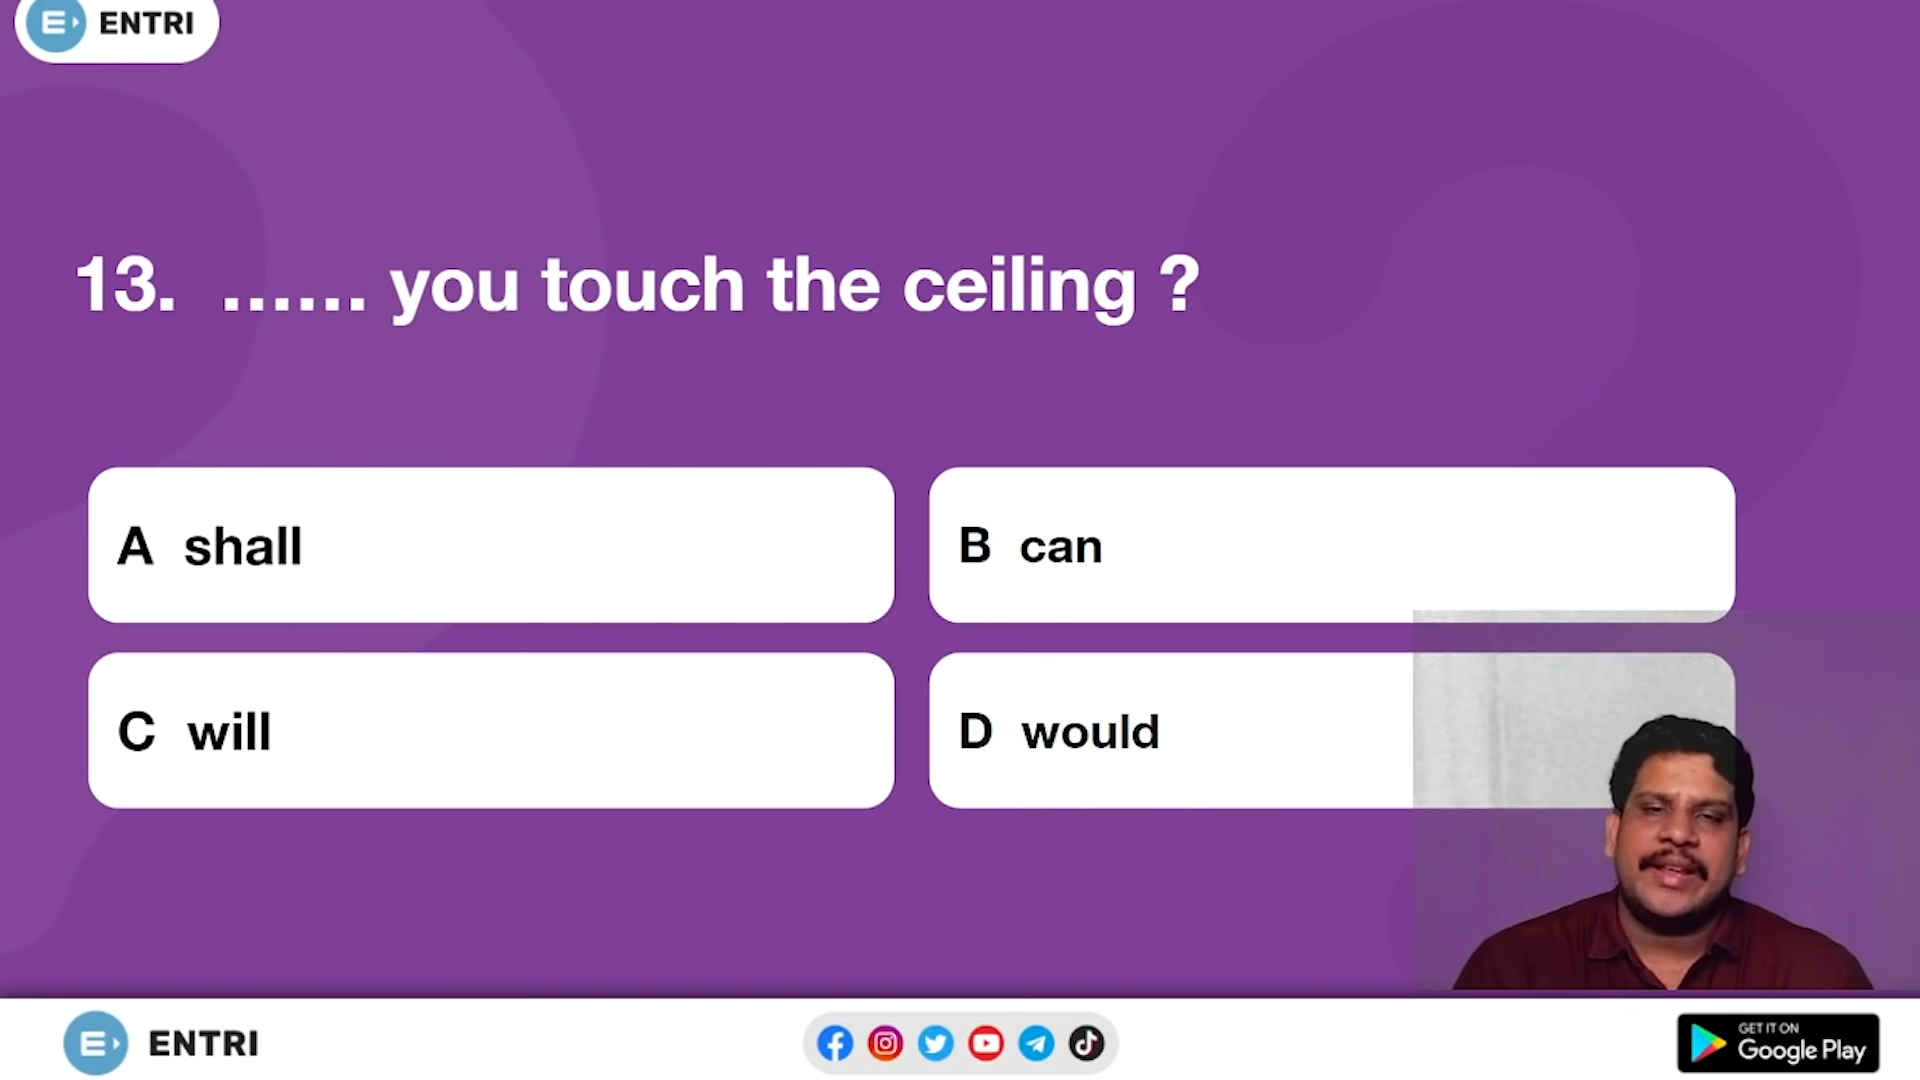 ENTRI
13. ...... you touch the ceiling ?
A shall
B can
C will
D would
ENTRI
GET IT ON
Google Play